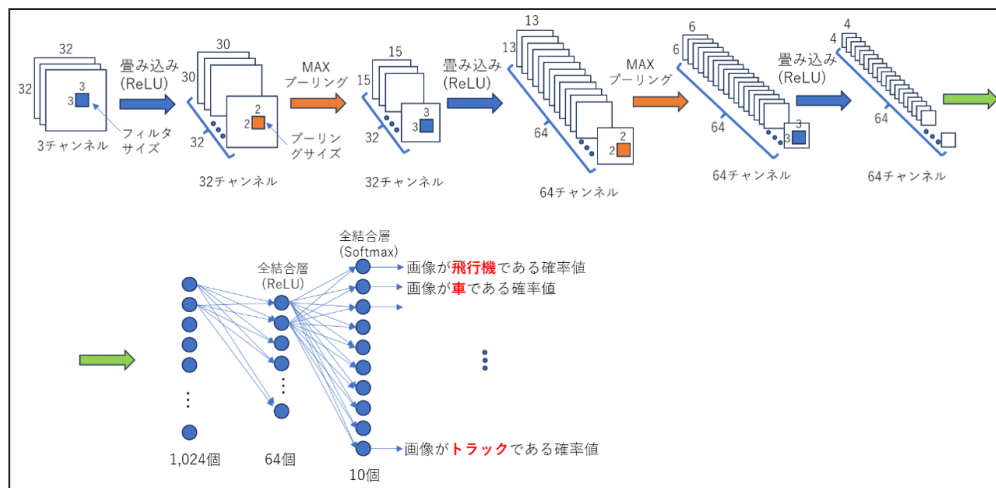 32
32
3
3
3チャンネル
フィルタ
サイズ
畳み込み
(ReLU)
30
30
2
2
32
プーリン
グサイズ
32チャンネル
MAX
プーリング
15
15
3
3
32
32チャンネル
畳み込み
(ReLU)
13
13
2
2
64
64チャンネル
MAX
プーリング
6
6
3
3
64
64チャンネル
畳み込み
(ReLU)
4
4
64
64チャンネル
全結合層
(ReLU)
全結合層
(Softmax)
画像が飛行機である確率値
画像が車である確率値
画像がトラックである確率値
1,024個
64個
10個